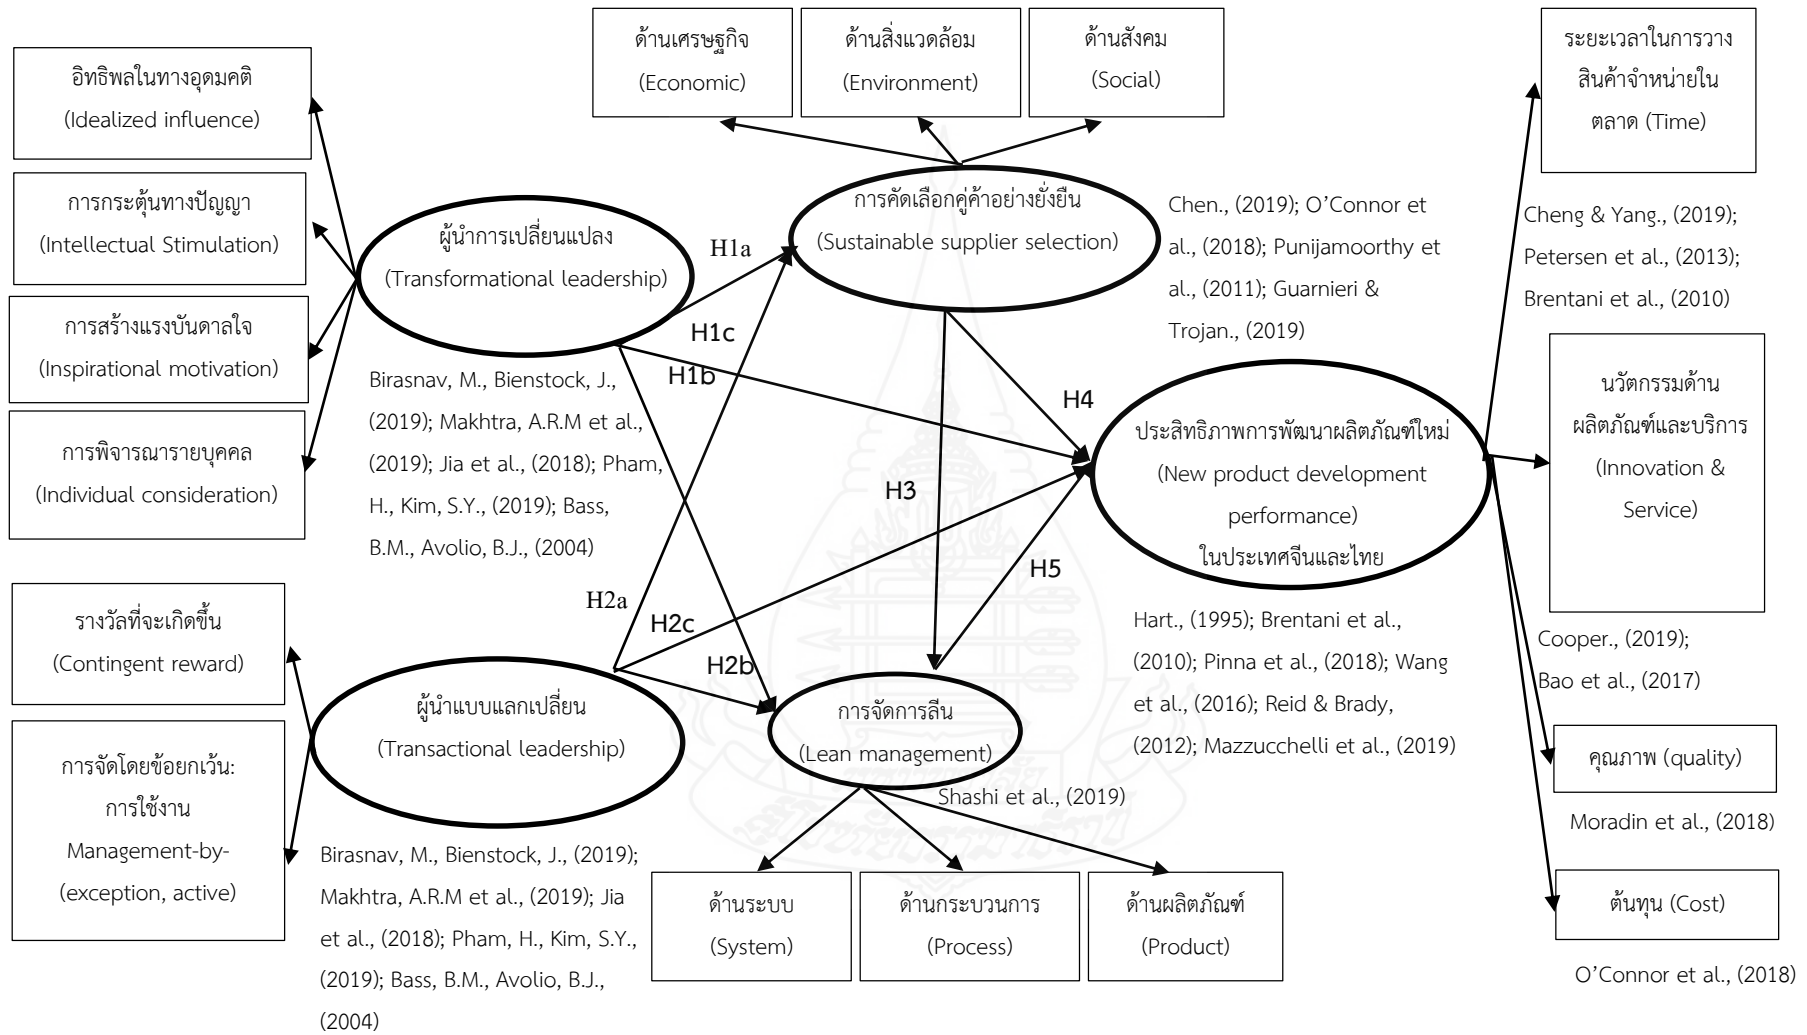 ด้านเศรษฐกิจ
(Economic)
ด้านสิ่งแวดล้อม
(Environment)
ด้านสังคม
(Social)
ระยะเวลาในการวาง
สินค้าจำหน่ายใน
ตลาด (Time)
อิทธิพลในทางอุดมคติ
(Idealized influence)
การกระตุ้นทางปัญญา
(Intellectual Stimulation)
การสร้างแรงบันดาลใจ
(Inspirational motivation)
การพิจารณารายบุคคล
(Individual consideration)
ผู้นำการเปลี่ยนแปลง
(Transformational leadership)
Birasnav, M., Bienstock, J.,
(2019); Makhtra, A.R.M et al.,
(2019); Jia et al., (2018); Pham,
H., Kim, S.Y., (2019); Bass,
B.M., Avolio, B.J., (2004)
การคัดเลือกคู่ค้าอย่างยั่งยืน
(Sustainable supplier selection)
Chen., (2019); O'Connor et
al., (2018); Punijamoorthy et
al., (2011); Guarnieri &
Trojan., (2019)
Cheng & Yang., (2019);
Petersen et al., (2013);
Brentani et al., (2010)
H1a
H1c
H1b
H4
H3
H5
H2a
H2c
H2b
ประสิทธิภาพการพัฒนาผลิตภัณฑ์ใหม่
(New product development
performance)
ในประเทศจีนและไทย
Hart., (1995); Brentani et al.,
(2010); Pinna et al., (2018); Wang
et al., (2016); Reid & Brady,
(2012); Mazzucchelli et al., (2019)
นวัตกรรมด้าน
ผลิตภัณฑ์และบริการ
(Innovation &
Service)
Cooper., (2019);
Bao et al., (2017)
คุณภาพ (quality)
Moradin et al., (2018)
ต้นทุน (Cost)
O'Connor et al., (2018)
รางวัลที่จะเกิดขึ้น
(Contingent reward)
การจัดโดยข้อยกเว้น:
การใช้งาน
Management-by-
(exception, active)
ผู้นำแบบแลกเปลี่ยน
(Transactional leadership)
Birasnav, M., Bienstock, J., (2019);
Makhtra, A.R.M et al., (2019); Jia
et al., (2018); Pham, H., Kim, S.Y.,
(2019); Bass, B.M., Avolio, B.J.,
(2004)
การจัดการลีน
(Lean management)
Shashi et al., (2019)
ด้านระบบ
(System)
ด้านกระบวนการ
(Process)
ด้านผลิตภัณฑ์
(Product)